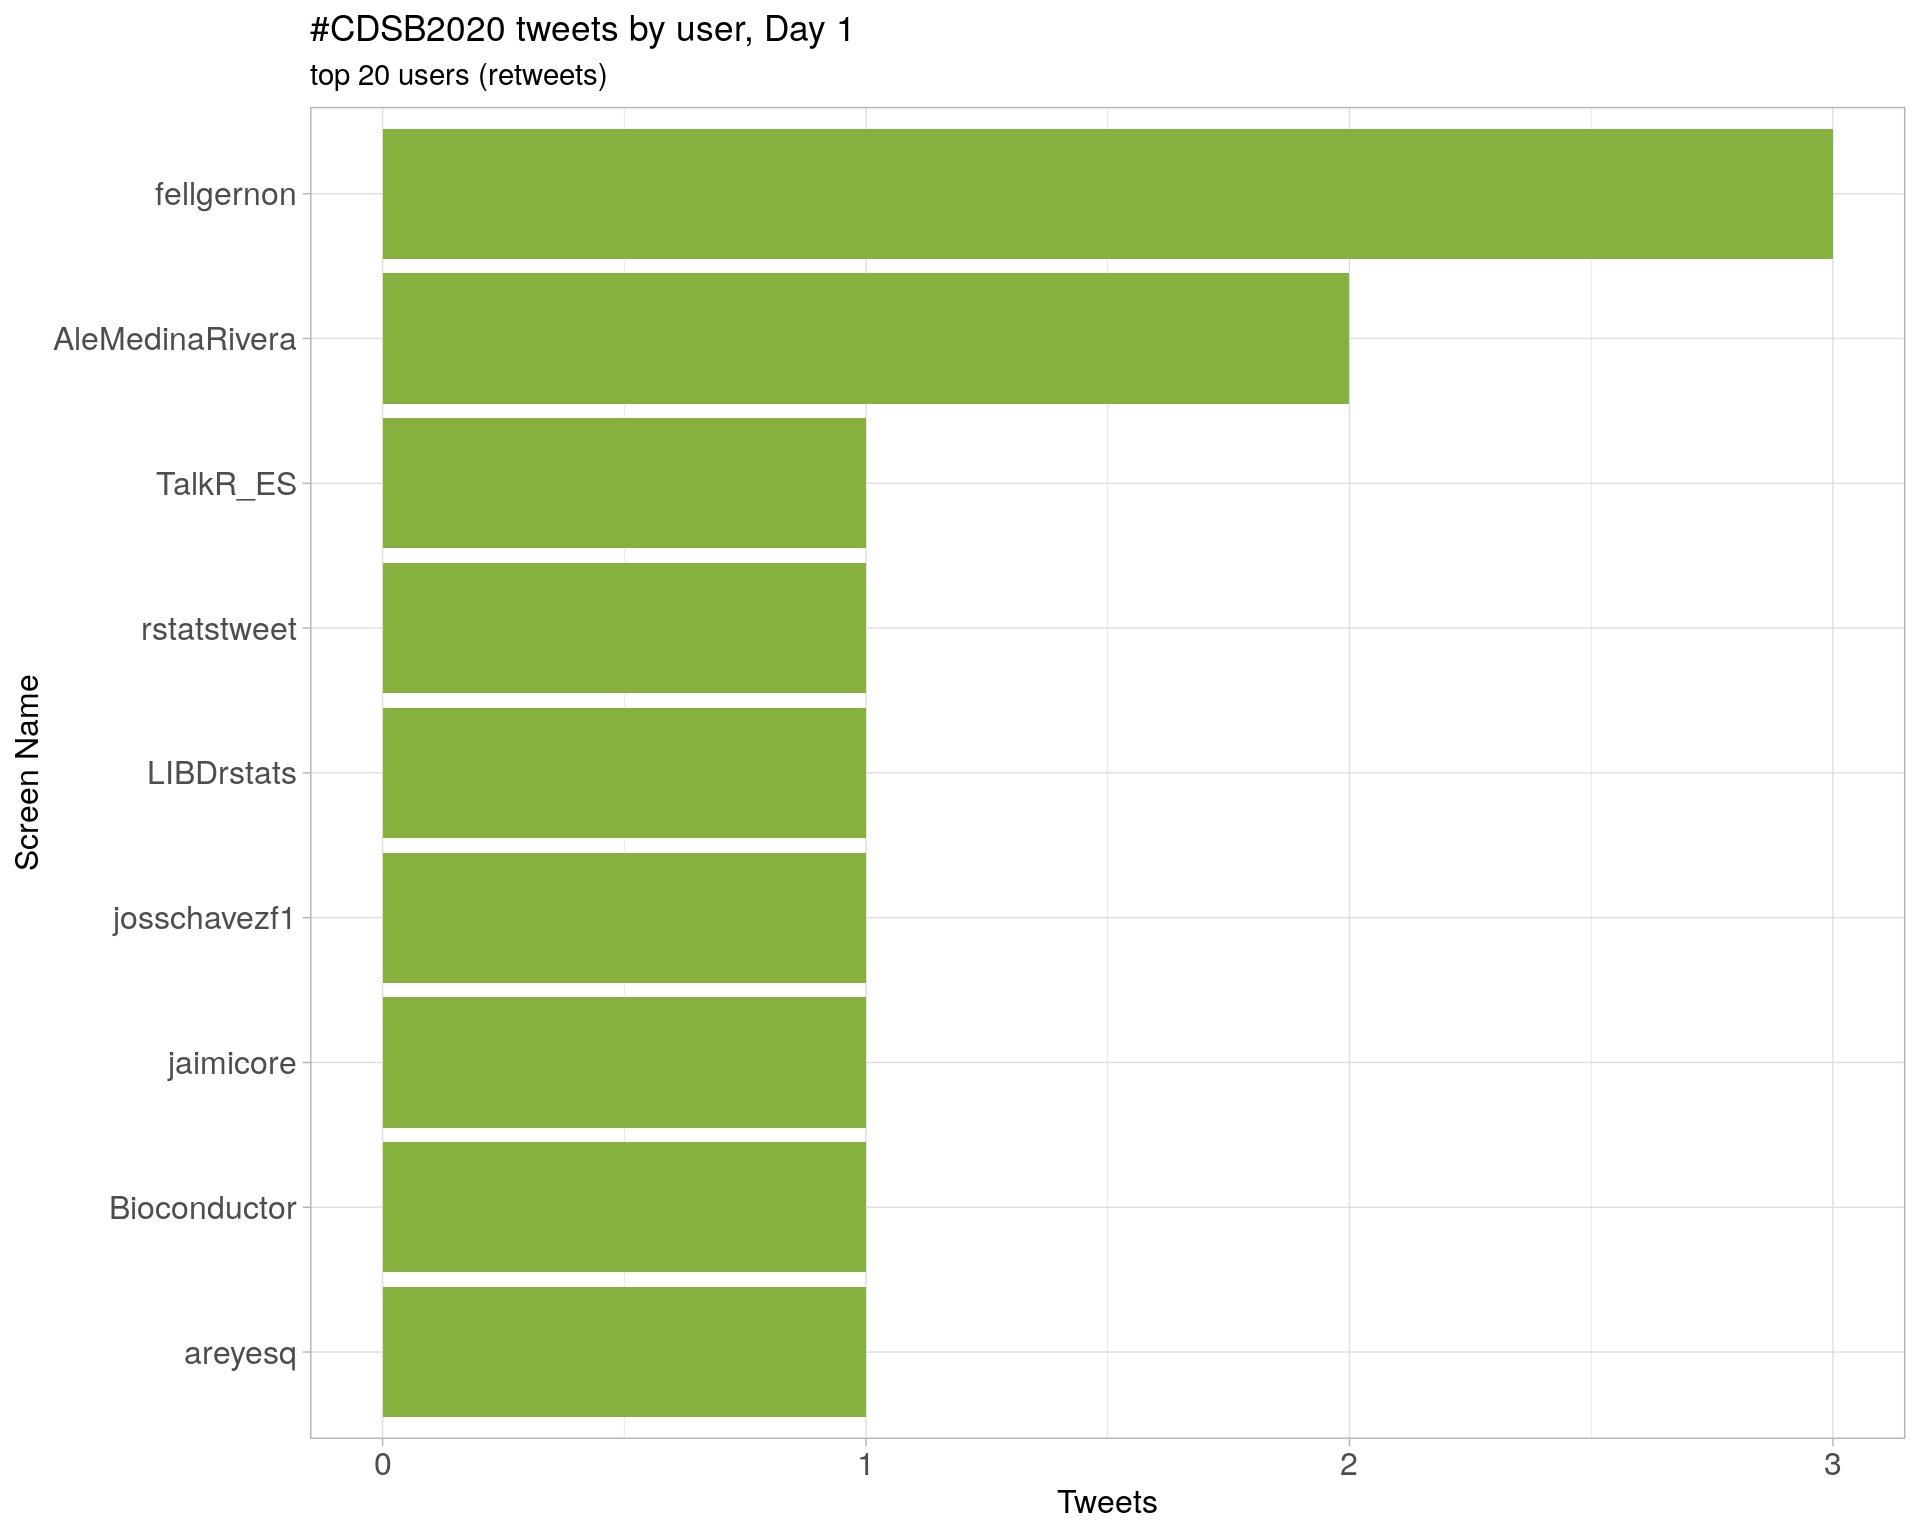 #CDSB2020 tweets by user, Day 1
top 20 users (retweets)
fellgernon
AleMedinaRivera
TalkR_ES
rstatstweet
LIBDrstats
josschavezf1
jaimicore
Bioconductor
areyesq
Screen Name
0 1 2 3
Tweets